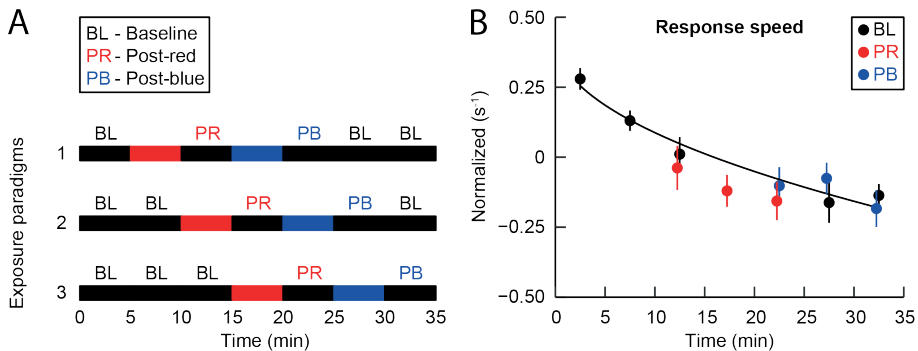 A
BL - Baseline
PR - Post-red
PB - Post-blue
Exposure paradigms
BL PR PB BL BL
1
BL BL PR PB BL
2
BL BL BL PR PB
3
0 5 10 15 20 25 30 35
Time (min)
B
Response speed
BL
PR
PB
Normalized (s⁻¹)
0.50
0.25
0
−0.25
−0.50
0 5 10 15 20 25 30 35
Time (min)